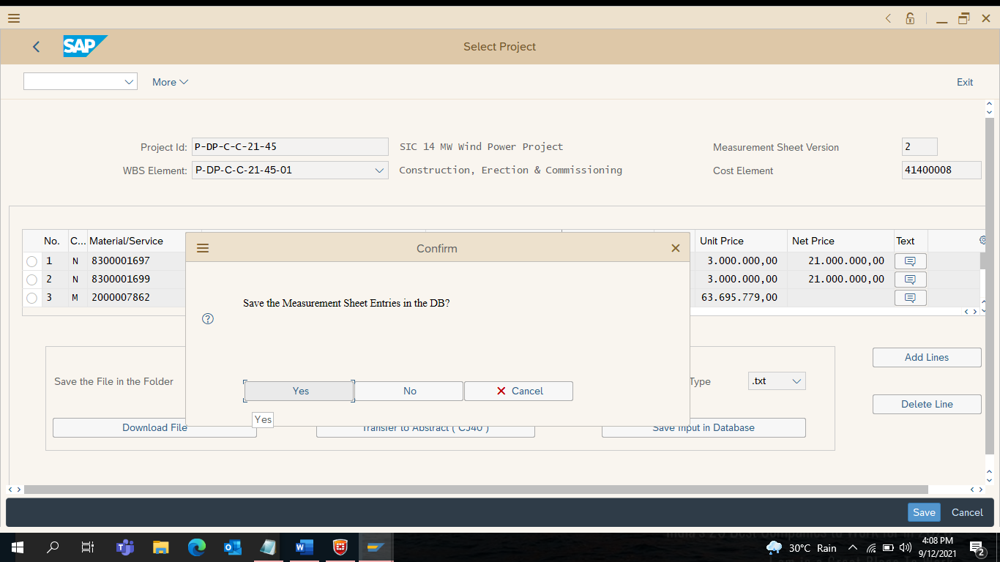 SAP
Select Project
More
Exit
Project Id: P-DP-C-C-21-45 SIC 14 MW Wind Power Project Measurement Sheet Version 2
WBS Element: P-DP-C-C-21-45-01 Construction, Erection & Commissioning Cost Element 41400008
No. C... Material/Service Unit Price Net Price Text
1 N 8300001697 3.000.000,00 21.000.000,00
2 N 8300001699 3.000.000,00 21.000.000,00
3 M 2000007862 63.695.779,00
Confirm
Save the Measurement Sheet Entries in the DB?
Yes No Cancel
Yes
Add Lines
Save the File in the Folder Type .txt
Delete Line
Download File Transfer to Abstract ( CJ40 ) Save Input in Database
Save Cancel
30°C Rain
4:08 PM
9/12/2021
2